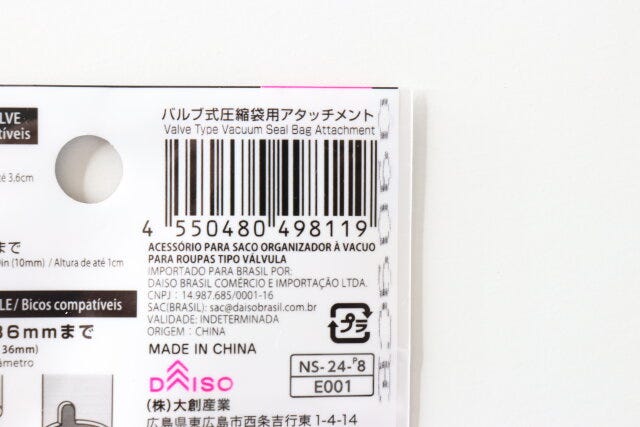 LVE
tíveis
té 3.6cm
まで
in (10mm) / Altura de até 1cm
LE / Bicos compatíveis
36mmまで
36mm)
âmetro
バルブ式圧縮袋用アタッチメント
Valve Type Vacuum Seal Bag Attachment
4 550480 498119
ACESSÓRIO PARA SACO ORGANIZADOR À VACUO
PARA ROUPAS TIPO VÁLVULA
IMPORTADO PARA BRASIL POR:
DAISO BRASIL COMÉRCIO E IMPORTAÇÃO LTDA.
CNPJ : 14.987.685/0001-16
SAC(BRASIL): sac@daisobrasil.com.br
VALIDADE: INDETERMINADA
ORIGEM : CHINA
プラ
MADE IN CHINA
DAISO
NS-24-P8
E001
(株)大創産業
広島県東広島市西条吉行東1-4-14